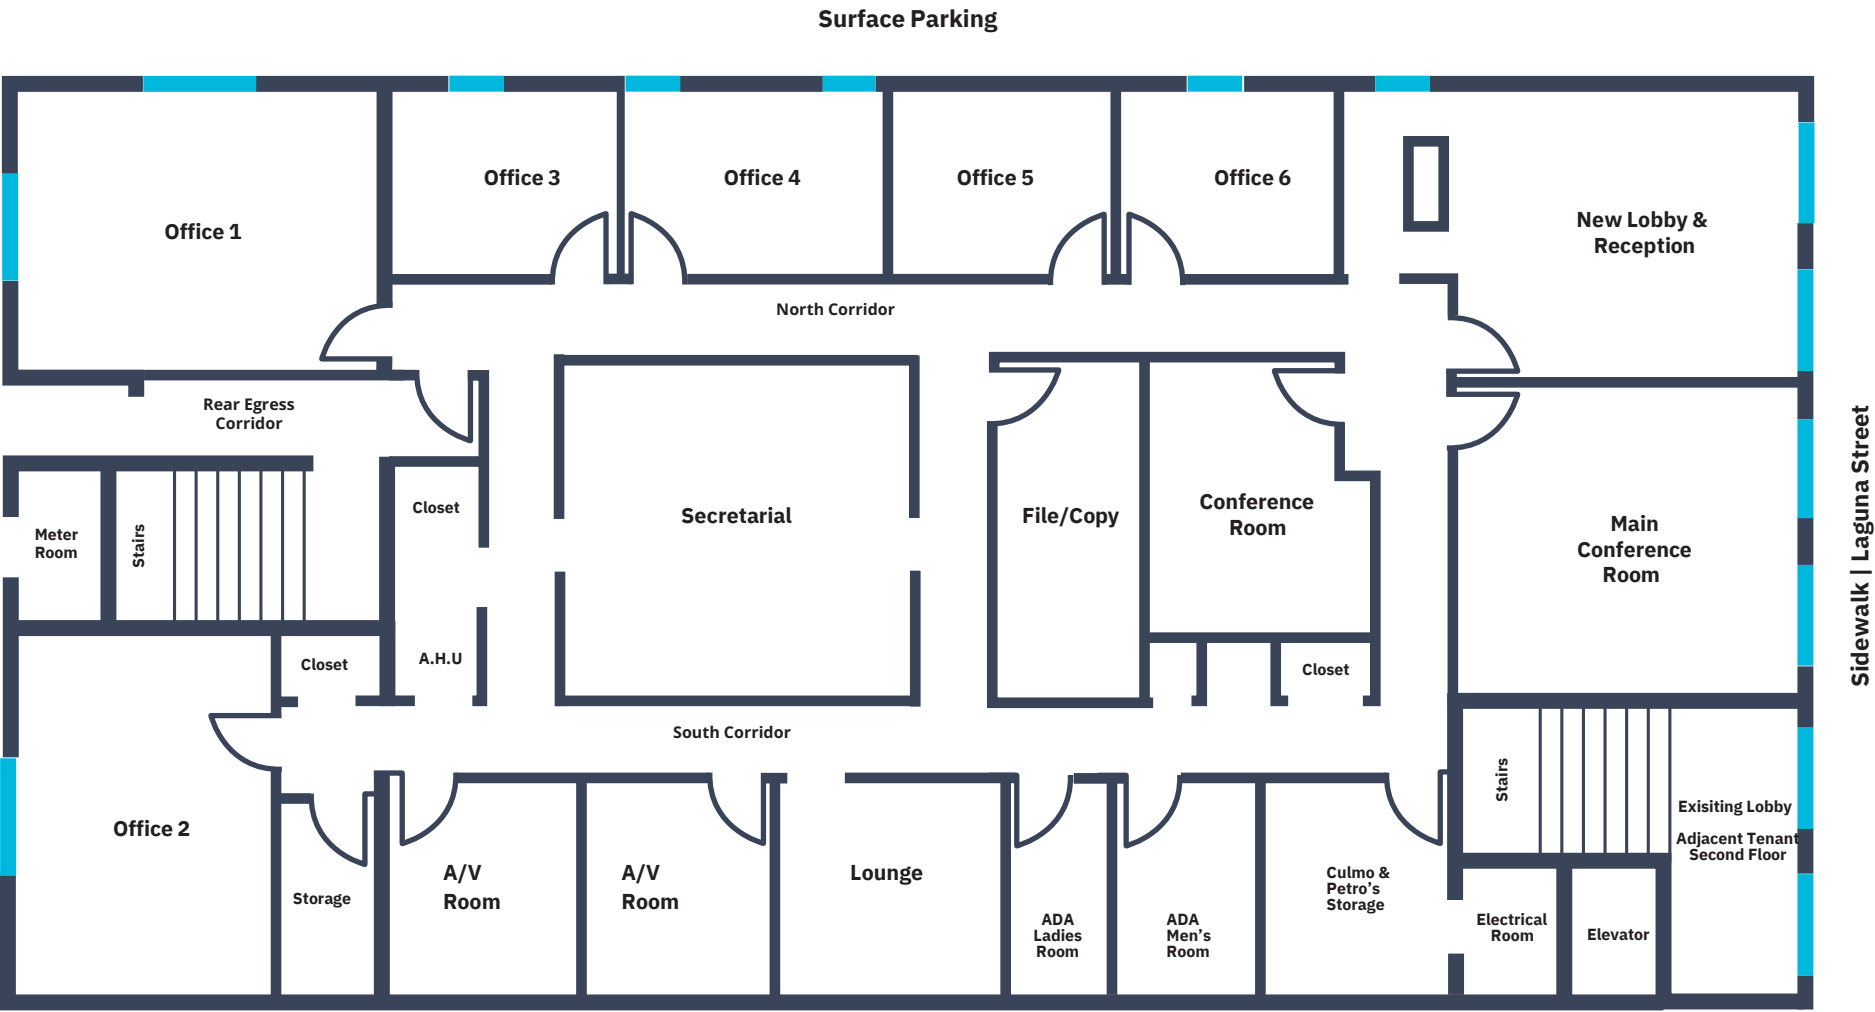 Surface Parking
Office 1
Office 3
Office 4
Office 5
Office 6
New Lobby &
Reception
North Corridor
Rear Egress
Corridor
Meter
Room
Stairs
Closet
A.H.U
Secretarial
File/Copy
Conference
Room
Closet
Main
Conference
Room
Sidewalk | Laguna Street
Closet
South Corridor
Office 2
Storage
A/V
Room
A/V
Room
Lounge
ADA
Ladies
Room
ADA
Men's
Room
Culmo &
Petro's
Storage
Stairs
Exisiting Lobby
Adjacent Tenant
Second Floor
Electrical
Room
Elevator